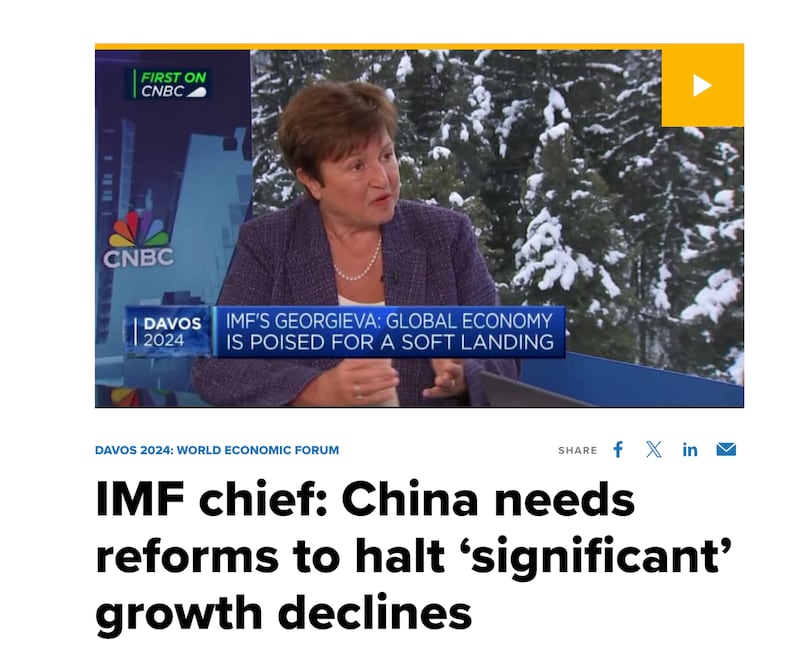 FIRST ON
CNBC
CNBC
DAVOS
2024
IMF'S GEORGIEVA: GLOBAL ECONOMY
IS POISED FOR A SOFT LANDING
DAVOS 2024: WORLD ECONOMIC FORUM
SHARE
IMF chief: China needs
reforms to halt ‘significant’
growth declines